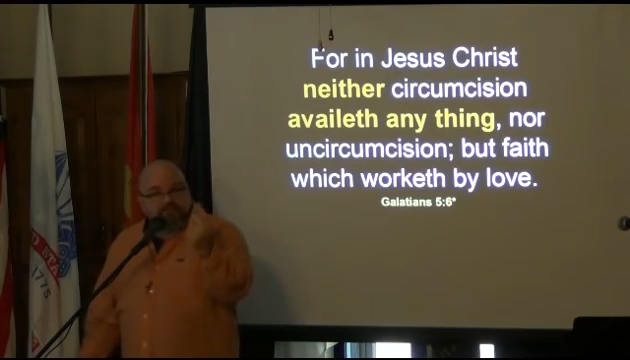 For in Jesus Christ
neither circumcision
availeth any thing, nor
uncircumcision; but faith
which worketh by love.
Galatians 5:6*
1775